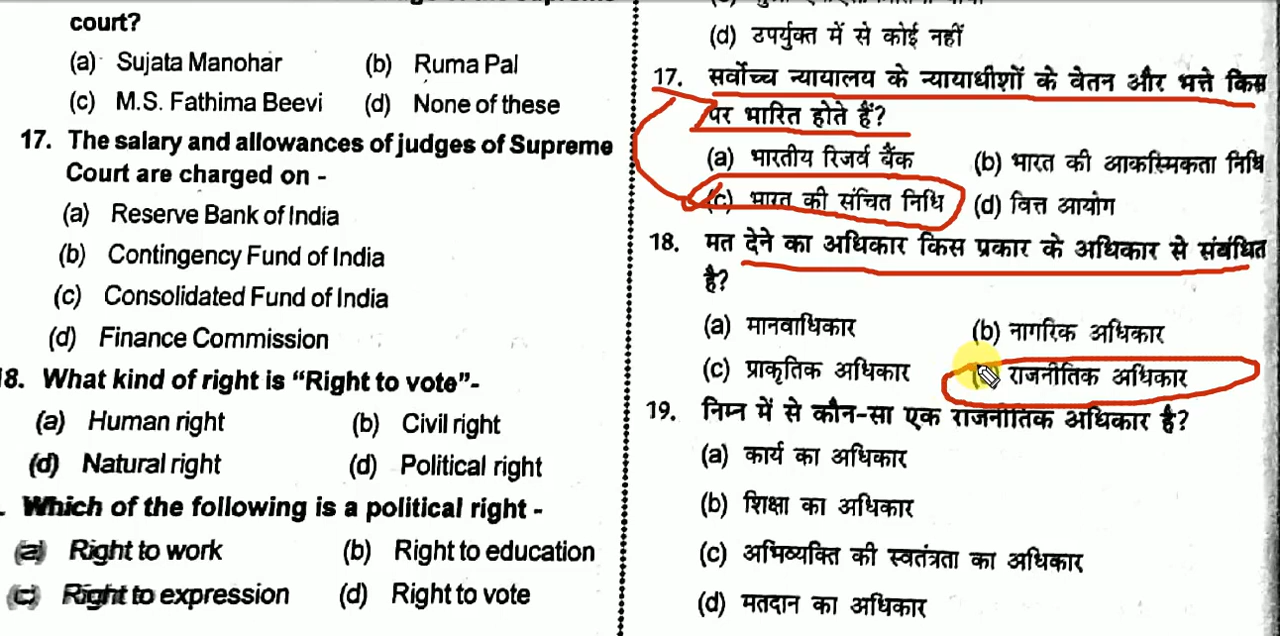 court?
(a) Sujata Manohar (b) Ruma Pal
(c) M.S. Fathima Beevi (d) None of these
17. The salary and allowances of judges of Supreme
Court are charged on -
(a) Reserve Bank of India
(b) Contingency Fund of India
(c) Consolidated Fund of India
(d) Finance Commission
8. What kind of right is “Right to vote”-
(a) Human right (b) Civil right
(d) Natural right (d) Political right
. Which of the following is a political right -
(a) Right to work (b) Right to education
(c) Right to expression (d) Right to vote
(d) उपर्युक्त में से कोई नहीं
17. सर्वोच्च न्यायालय के न्यायाधीशों के वेतन और भत्ते किस
पर भारित होते हैं?
(a) भारतीय रिजर्व बैंक (b) भारत की आकस्मिकता निधि
(c) भारत की संचित निधि (d) वित्त आयोग
18. मत देने का अधिकार किस प्रकार के अधिकार से संबंधित
है?
(a) मानवाधिकार (b) नागरिक अधिकार
(c) प्राकृतिक अधिकार राजनीतिक अधिकार
19. निम्न में से कौन-सा एक राजनीतिक अधिकार है?
(a) कार्य का अधिकार
(b) शिक्षा का अधिकार
(c) अभिव्यक्ति की स्वतंत्रता का अधिकार
(d) मतदान का अधिकार